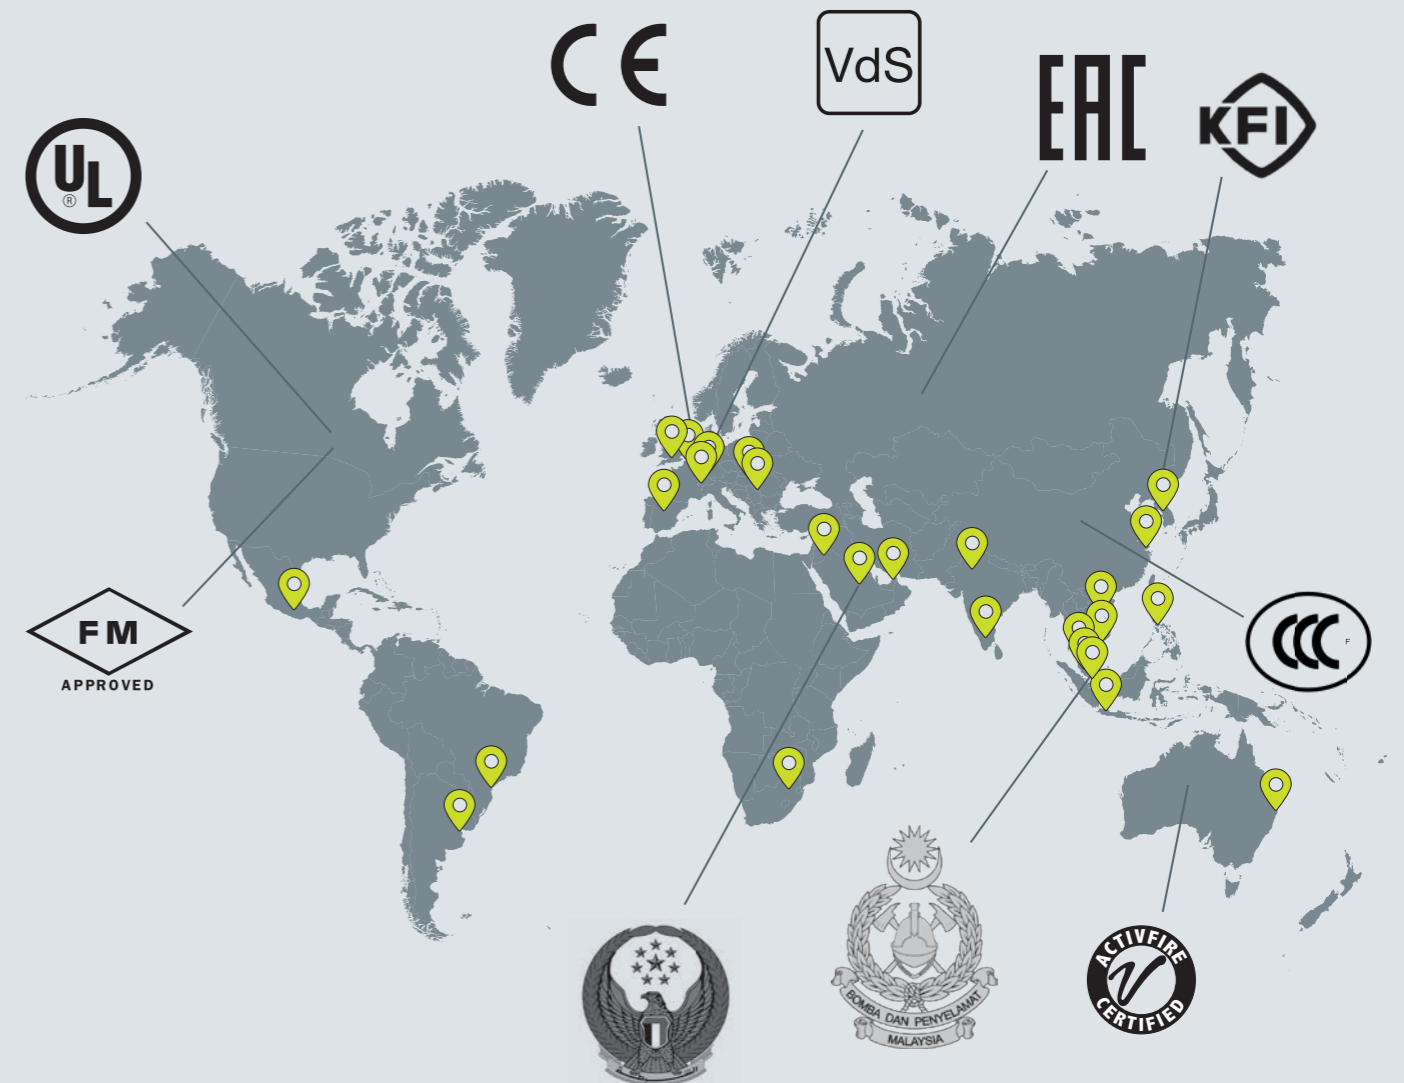 CE
VdS
EAC
KFI
UL
®
FM
APPROVED
CCC
F
BOMBA DAN PENYELAMAT
MALAYSIA
ACTIVFIRE
CERTIFIED